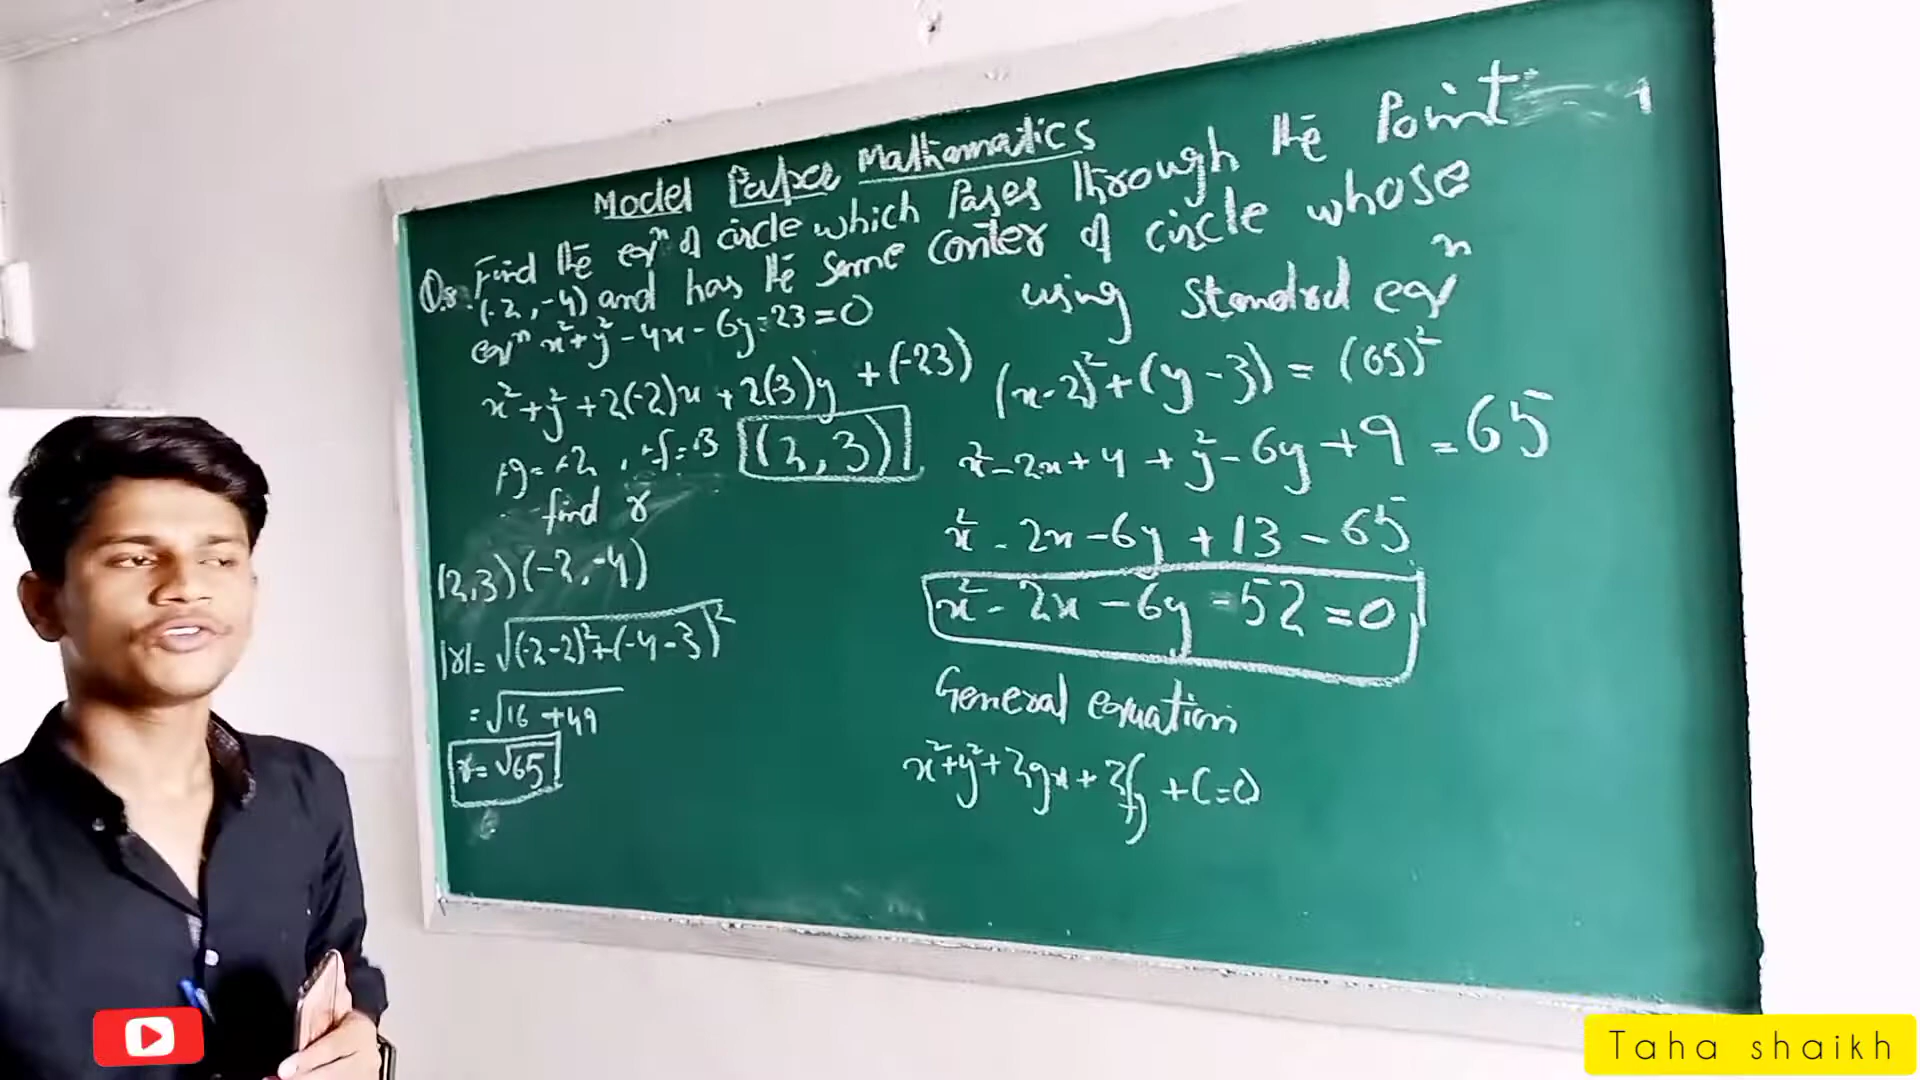 Model Paper Mathematics
Q.8. Find the eqⁿ of circle which Pases through the Point
(-2, -4) and has the same center of circle whose
eqⁿ x²+y²-4x-6y-23=0
x²+y²+2(-2)x+2(3)y+(-23)
+g=+2, +f=+3 (2,3)
find r
(2,3)(-2,-4)
|r|=√(-2-2)²+(-4-3)²
=√16+49
r=√65
using Standrd eqⁿ
(x-2)²+(y-3)=(65)²
x²-2x+4+y²-6y+9=65
x²-2x-6y+13-65
x²-2x-6y-52=0
General equation
x²+y²+2gx+2fy+C=0
Taha shaikh